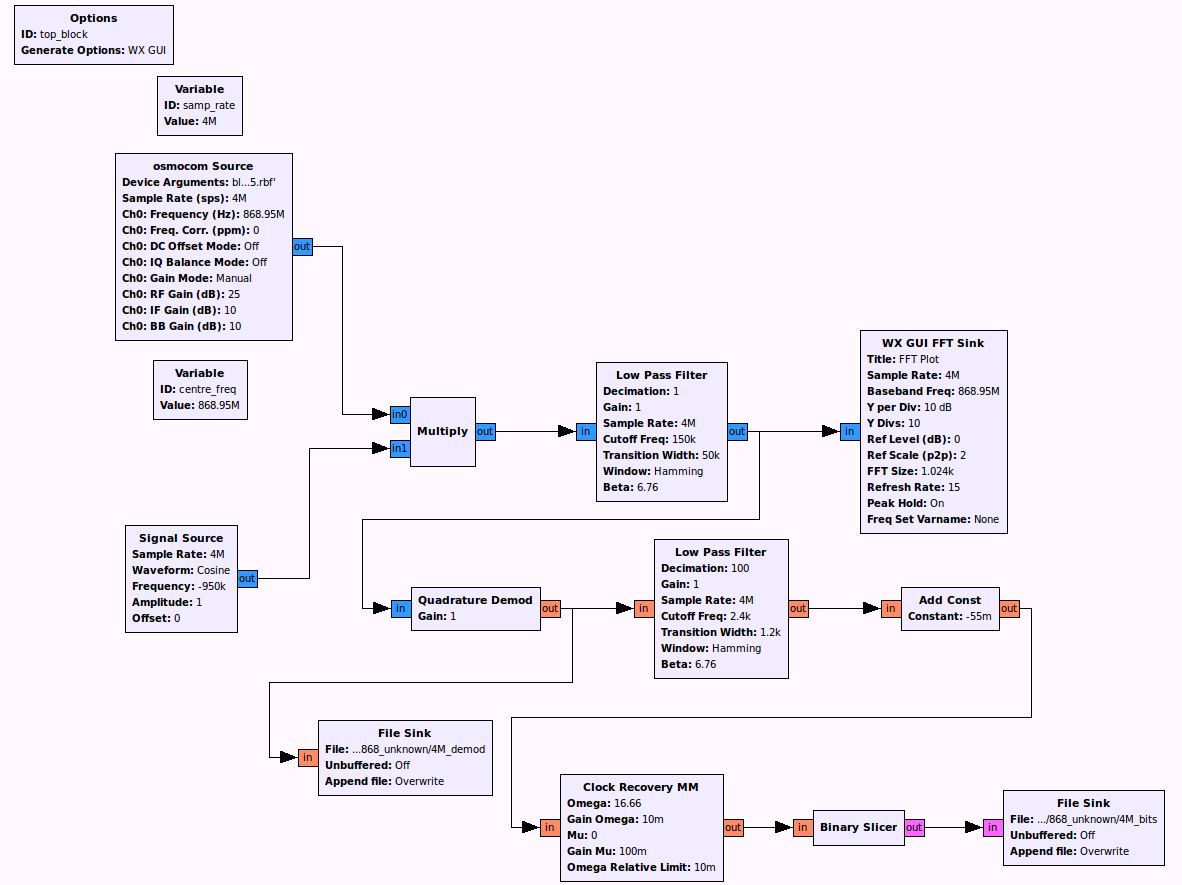 Options
ID: top_block
Generate Options: WX GUI
Variable
ID: samp_rate
Value: 4M
osmocom Source
Device Arguments: bl...5.rbf'
Sample Rate (sps): 4M
Ch0: Frequency (Hz): 868.95M
Ch0: Freq. Corr. (ppm): 0
Ch0: DC Offset Mode: Off
Ch0: IQ Balance Mode: Off
Ch0: Gain Mode: Manual
Ch0: RF Gain (dB): 25
Ch0: IF Gain (dB): 10
Ch0: BB Gain (dB): 10
out
Variable
ID: centre_freq
Value: 868.95M
in0
in1
Multiply
out
in
Low Pass Filter
Decimation: 1
Gain: 1
Sample Rate: 4M
Cutoff Freq: 150k
Transition Width: 50k
Window: Hamming
Beta: 6.76
out
in
WX GUI FFT Sink
Title: FFT Plot
Sample Rate: 4M
Baseband Freq: 868.95M
Y per Div: 10 dB
Y Divs: 10
Ref Level (dB): 0
Ref Scale (p2p): 2
FFT Size: 1.024k
Refresh Rate: 15
Peak Hold: On
Freq Set Varname: None
Signal Source
Sample Rate: 4M
Waveform: Cosine
Frequency: -950k
Amplitude: 1
Offset: 0
out
in
Quadrature Demod
Gain: 1
out
in
Low Pass Filter
Decimation: 100
Gain: 1
Sample Rate: 4M
Cutoff Freq: 2.4k
Transition Width: 1.2k
Window: Hamming
Beta: 6.76
out
in
Add Const
Constant: -55m
out
in
File Sink
File: ...868_unknown/4M_demod
Unbuffered: Off
Append file: Overwrite
in
Clock Recovery MM
Omega: 16.66
Gain Omega: 10m
Mu: 0
Gain Mu: 100m
Omega Relative Limit: 10m
out
in
Binary Slicer
out
in
File Sink
File: .../868_unknown/4M_bits
Unbuffered: Off
Append file: Overwrite